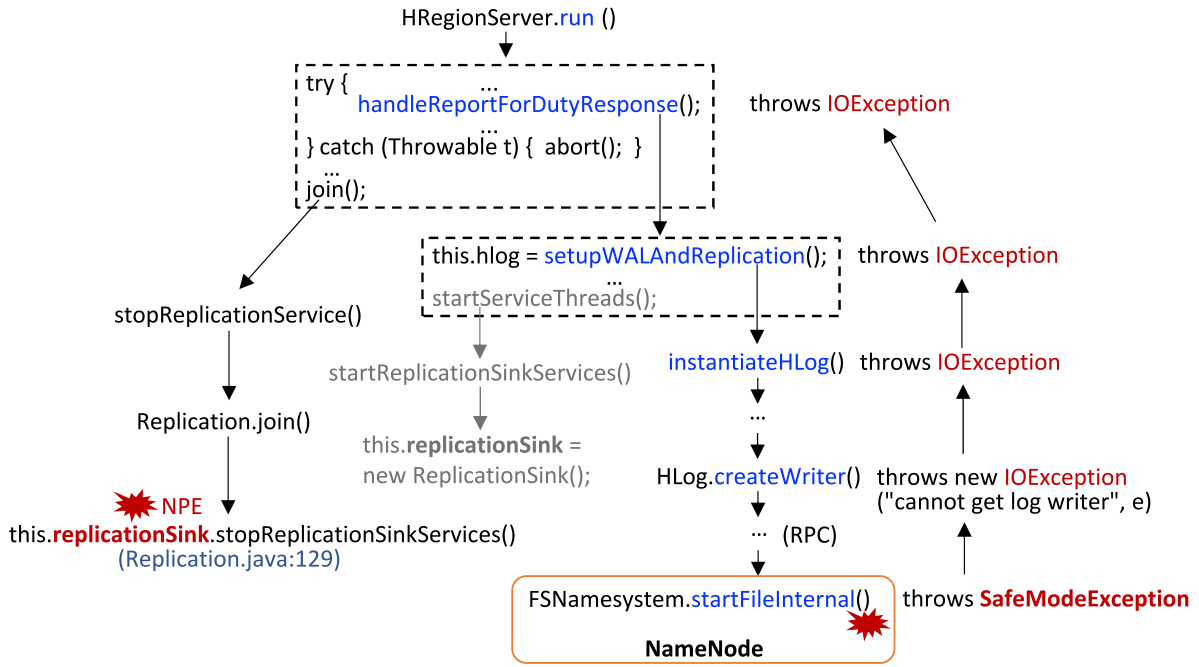 HRegionServer.run ()
try {
...
handleReportForDutyResponse();
...
} catch (Throwable t) { abort(); }
...
join();
throws IOException
this.hlog = setupWALAndReplication();
...
startServiceThreads();
throws IOException
stopReplicationService()
startReplicationSinkServices()
instantiateHLog()
throws IOException
Replication.join()
...
this.replicationSink =
new ReplicationSink();
HLog.createWriter()
throws new IOException
("cannot get log writer", e)
NPE
this.replicationSink.stopReplicationSinkServices()
(Replication.java:129)
... (RPC)
FSNamesystem.startFileInternal()
throws SafeModeException
NameNode